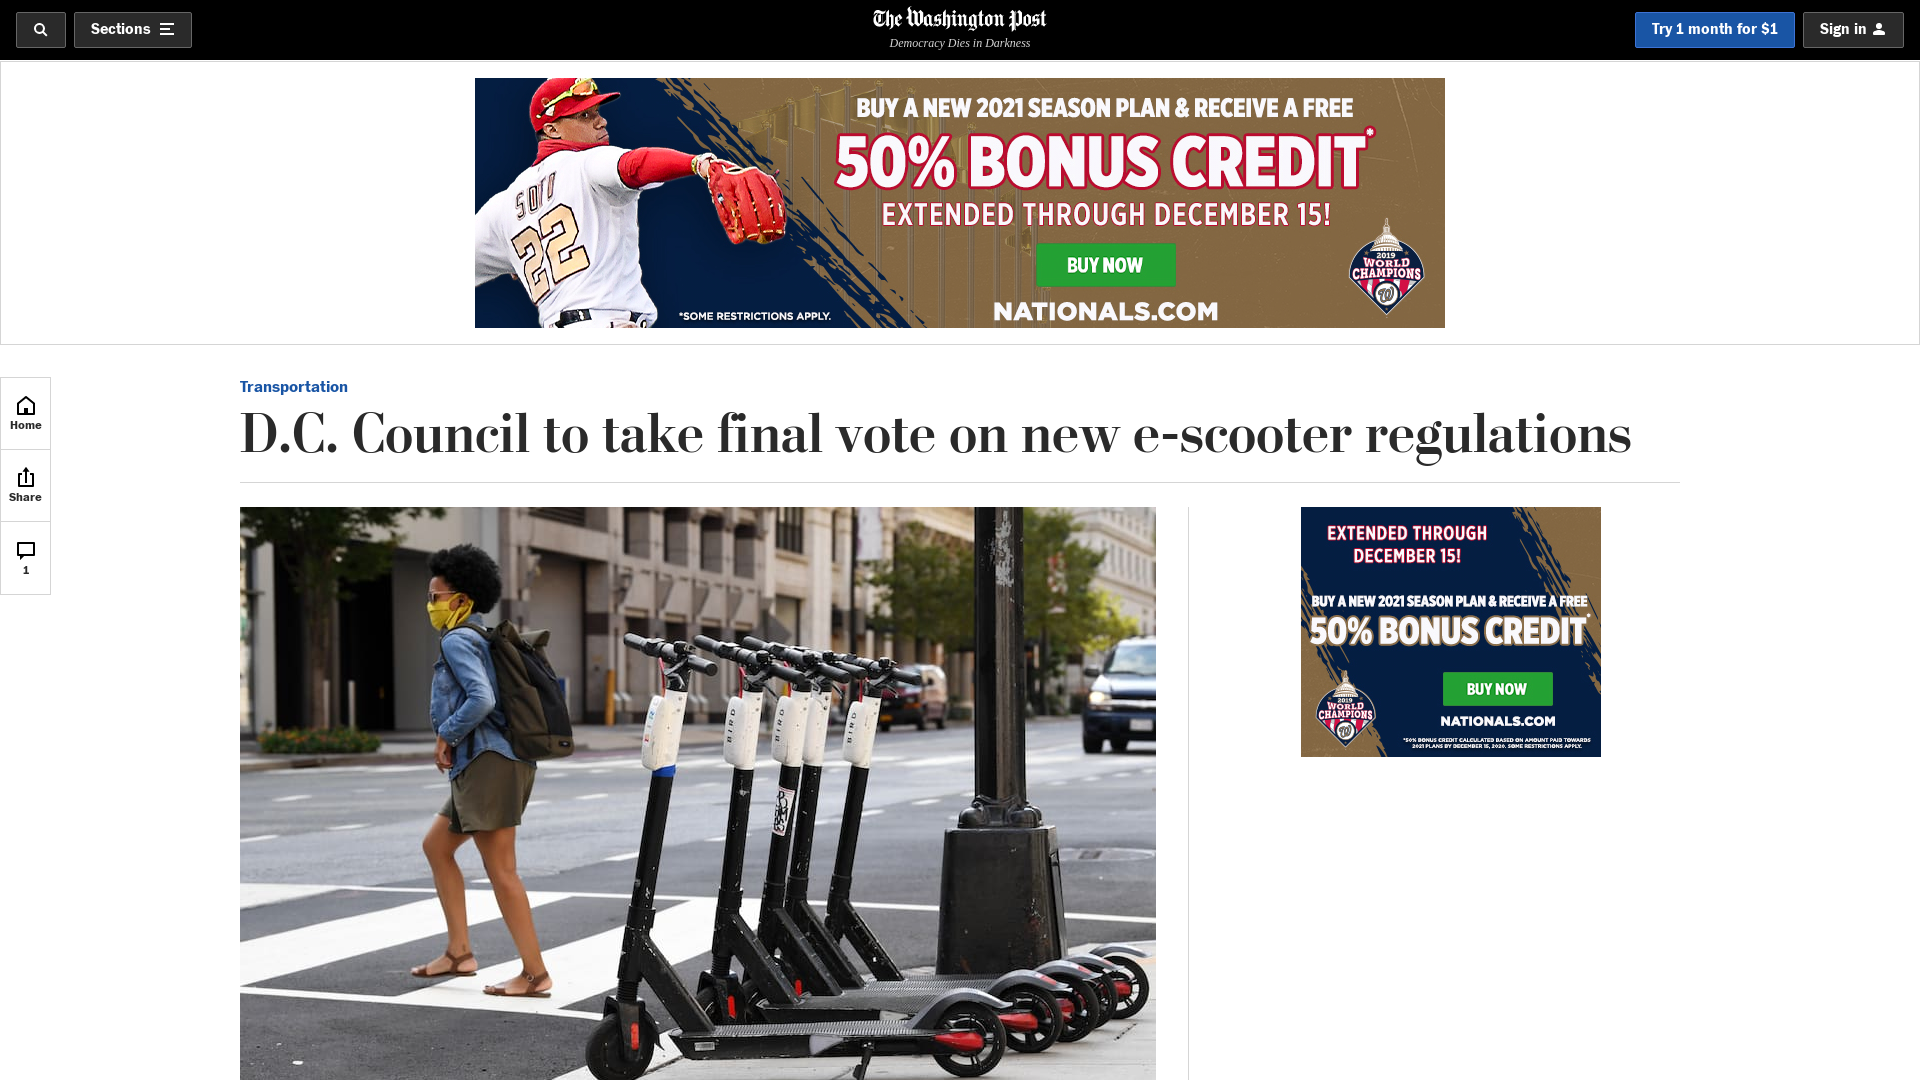 Sections
The Washington Post
Democracy Dies in Darkness
Try 1 month for $1
Sign in
BUY A NEW 2021 SEASON PLAN & RECEIVE A FREE
50% BONUS CREDIT*
EXTENDED THROUGH DECEMBER 15!
BUY NOW
NATIONALS.COM
*SOME RESTRICTIONS APPLY.
22
2019
WORLD
CHAMPIONS
W
Home
Share
1
Transportation
D.C. Council to take final vote on new e-scooter regulations
BIRD
BIRD
BIRD
EXTENDED THROUGH
DECEMBER 15!
BUY A NEW 2021 SEASON PLAN & RECEIVE A FREE
50% BONUS CREDIT*
BUY NOW
NATIONALS.COM
2019
WORLD
CHAMPIONS
W
*50% BONUS CREDIT CALCULATED BASED ON AMOUNT PAID TOWARDS
2021 PLANS BY DECEMBER 15, 2020. SOME RESTRICTIONS APPLY.